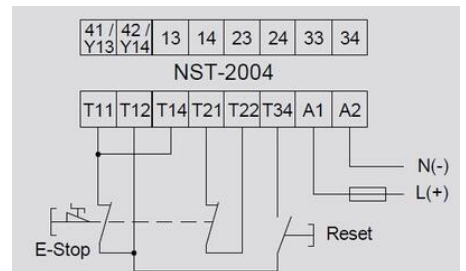 41 / 42 /
Y13 Y14 13 14 23 24 33 34
NST-2004
T11 T12 T14 T21 T22 T34 A1 A2
N(-)
L(+)
Reset
E-Stop